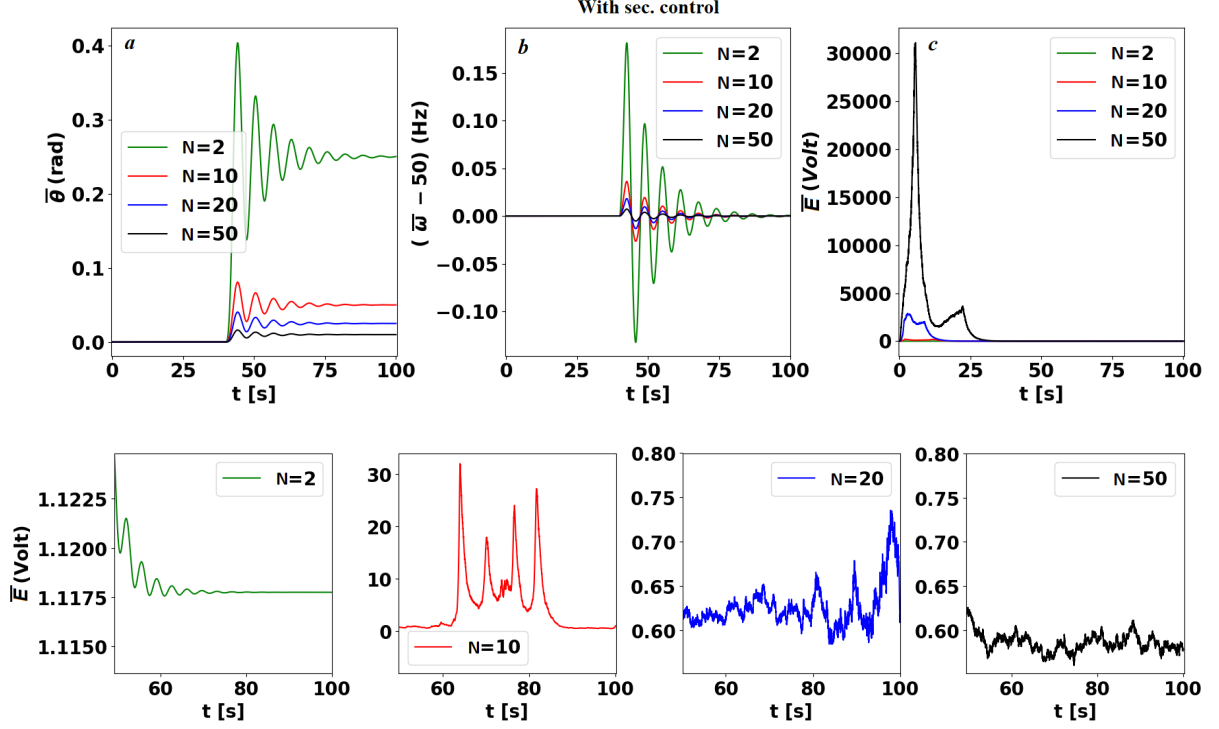 With sec. control
a
θ̅ (rad)
0.4
0.3
0.2
0.1
0.0
N=2
N=10
N=20
N=50
0 25 50 75 100
t [s]
b
( ω̅ − 50) (Hz)
0.15
0.10
0.05
0.00
−0.05
−0.10
N=2
N=10
N=20
N=50
0 25 50 75 100
t [s]
c
E̅ (Volt)
30000
25000
20000
15000
10000
5000
0
N=2
N=10
N=20
N=50
0 25 50 75 100
t [s]
E̅ (Volt)
1.1225
1.1200
1.1175
1.1150
N=2
60 80 100
t [s]
30
20
10
0
N=10
60 80 100
t [s]
0.80
0.75
0.70
0.65
0.60
N=20
60 80 100
t [s]
0.80
0.75
0.70
0.65
0.60
N=50
60 80 100
t [s]